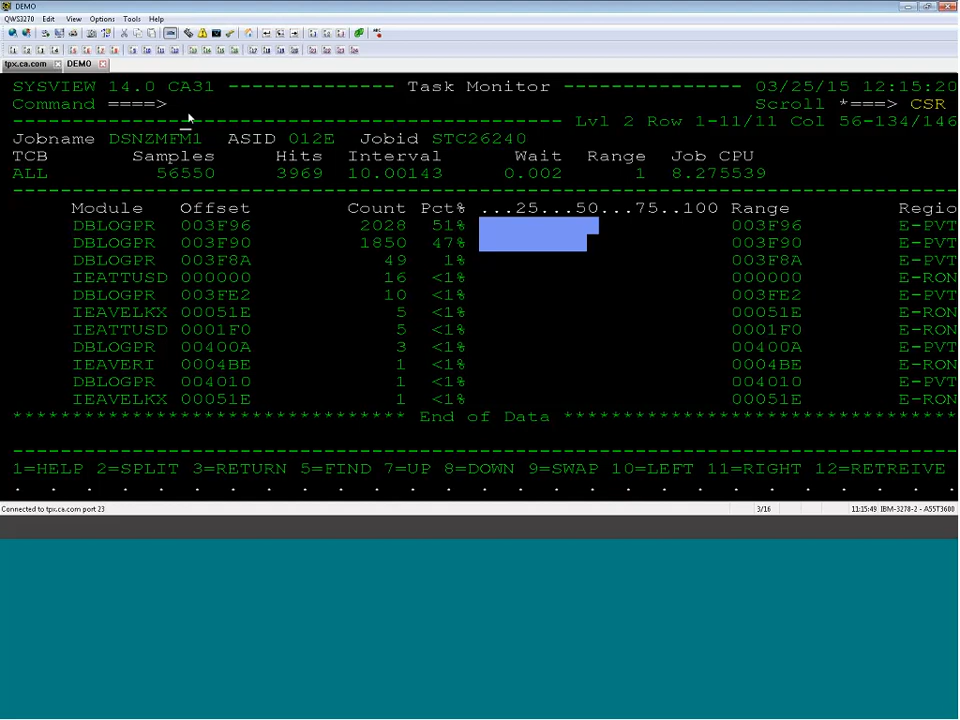 DEMO
QWS3270 Edit View Options Tools Help
tpx.ca.com DEMO
SYSVIEW 14.0 CA31 -------------- Task Monitor --------------- 03/25/15 12:15:20
Command ====> Scroll *===> CSR
---------------------------------------------- Lvl 2 Row 1-11/11 Col 56-134/146
Jobname DSNZMFM1 ASID 012E Jobid STC26240
TCB Samples Hits Interval Wait Range Job CPU
ALL 56550 3969 10.00143 0.002 1 8.275539
-------------------------------------------------------------------------------
Module Offset Count Pct% ...25...50...75..100 Range Regio
DBLOGPR 003F96 2028 51% 003F96 E-PVT
DBLOGPR 003F90 1850 47% 003F90 E-PVT
DBLOGPR 003F8A 49 1% 003F8A E-PVT
IEATTUSD 000000 16 <1% 000000 E-RON
DBLOGPR 003FE2 10 <1% 003FE2 E-PVT
IEAVELKX 00051E 5 <1% 00051E E-RON
IEATTUSD 0001F0 5 <1% 0001F0 E-RON
DBLOGPR 00400A 3 <1% 00400A E-PVT
IEAVERI 0004BE 1 <1% 0004BE E-RON
DBLOGPR 004010 1 <1% 004010 E-PVT
IEAVELKX 00051E 1 <1% 00051E E-RON
********************************* End of Data *********************************
-------------------------------------------------------------------------------
1=HELP 2=SPLIT 3=RETURN 5=FIND 7=UP 8=DOWN 9=SWAP 10=LEFT 11=RIGHT 12=RETREIVE
Connected to tpx.ca.com port 23 3/16 11:15:49 IBM-3278-2 - A55T3600